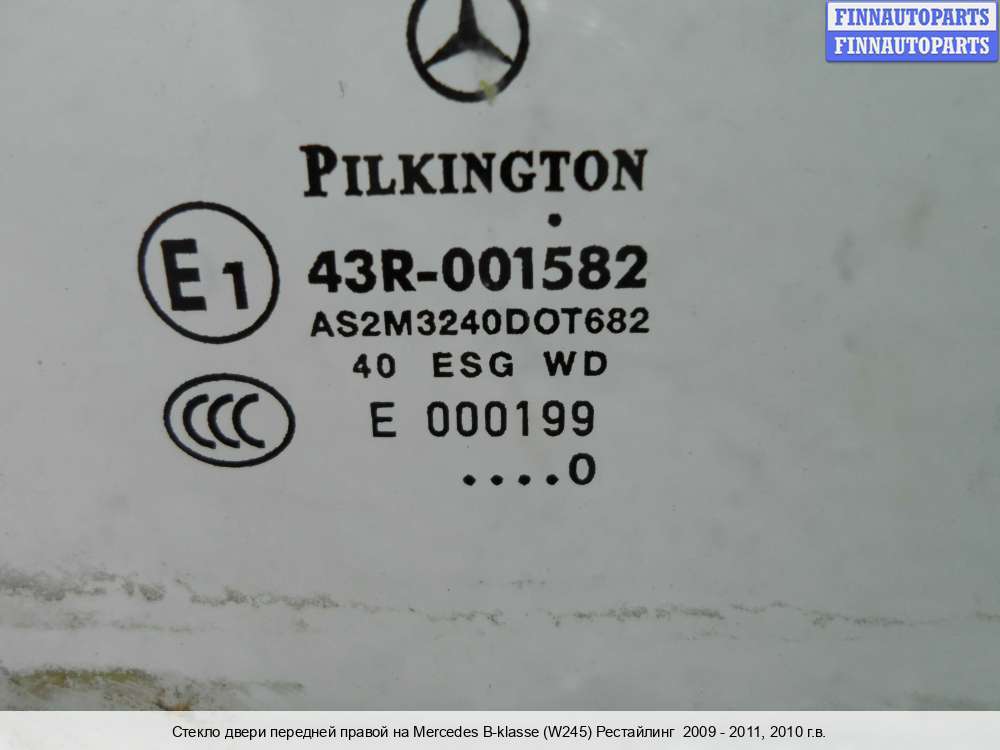 FINNAUTOPARTS
FINNAUTOPARTS
PILKINGTON
E1 43R-001582
AS2M3240DOT682
40 ESG WD
CCC E 000199
....0
Стекло двери передней правой на Mercedes B-klasse (W245) Рестайлинг 2009 - 2011, 2010 г.в.